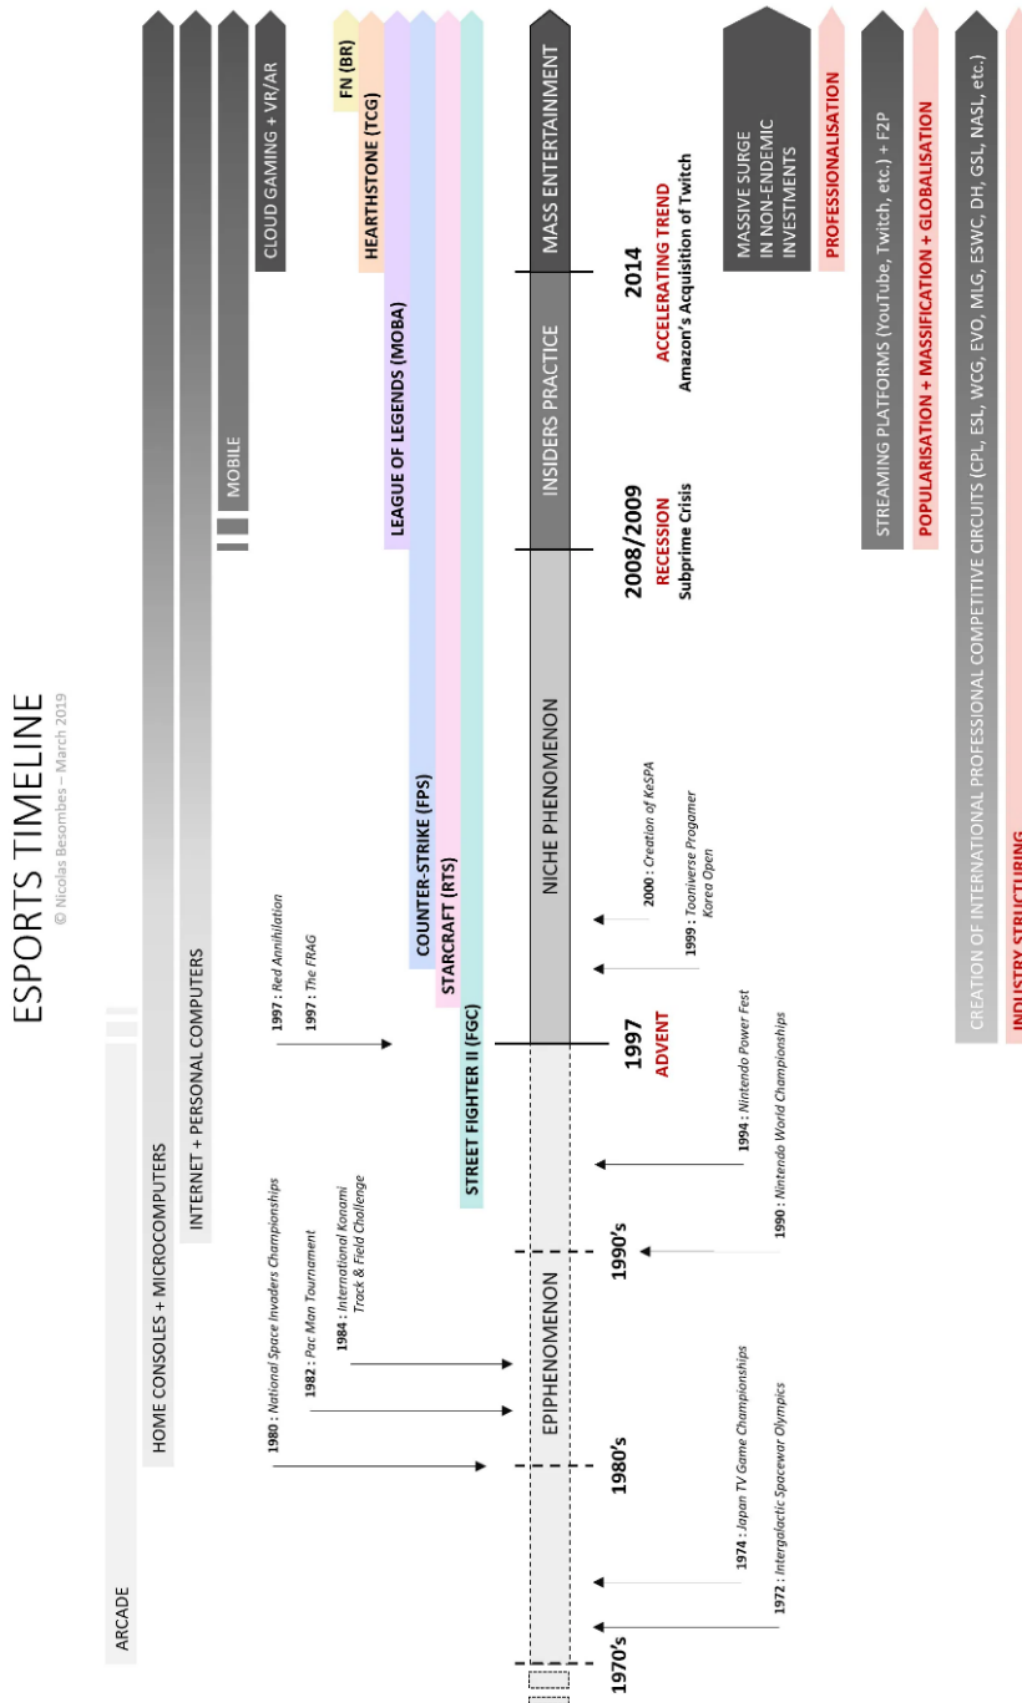 ESPORTS TIMELINE
© Nicolas Besombes – March 2019
ARCADE
HOME CONSOLES + MICROCOMPUTERS
INTERNET + PERSONAL COMPUTERS
MOBILE
CLOUD GAMING + VR/AR
1980 : National Space Invaders Championships
1982 : Pac Man Tournament
1984 : International Konami
Track & Field Challenge
1997 : Red Annihilation
1997 : The FRAG
FN (BR)
HEARTHSTONE (TCG)
LEAGUE OF LEGENDS (MOBA)
COUNTER-STRIKE (FPS)
STARCRAFT (RTS)
STREET FIGHTER II (FGC)
EPIPHENOMENON
NICHE PHENOMENON
INSIDERS PRACTICE
MASS ENTERTAINMENT
1970's
1980's
1990's
1997
ADVENT
2008/2009
RECESSION
Subprime Crisis
2014
ACCELERATING TREND
Amazon's Acquisition of Twitch
1974 : Japan TV Game Championships
1972 : Intergalactic Spacewar Olympics
1994 : Nintendo Power Fest
1990 : Nintendo World Championships
2000 : Creation of KeSPA
1999 : Tooniverse Progamer
Korea Open
MASSIVE SURGE
IN NON-ENDEMIC
INVESTMENTS
PROFESSIONALISATION
STREAMING PLATFORMS (YouTube, Twitch, etc.) + F2P
POPULARISATION + MASSIFICATION + GLOBALISATION
CREATION OF INTERNATIONAL PROFESSIONAL COMPETITIVE CIRCUITS (CPL, ESL, WCG, EVO, MLG, ESWC, DH, GSL, NASL, etc.)
INDUSTRY STRUCTURING